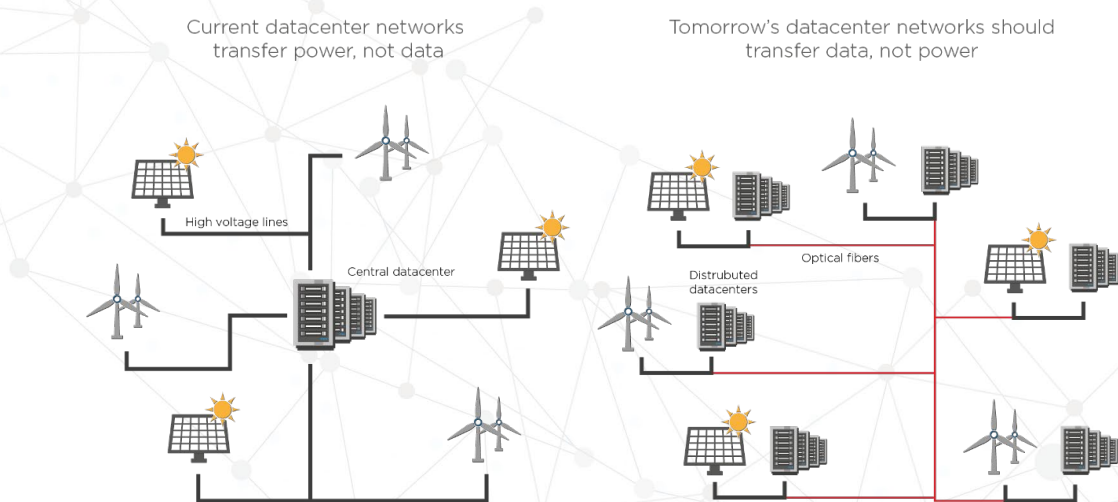 Current datacenter networks
transfer power, not data
High voltage lines
Central datacenter
Tomorrow's datacenter networks should
transfer data, not power
Optical fibers
Distrubuted
datacenters